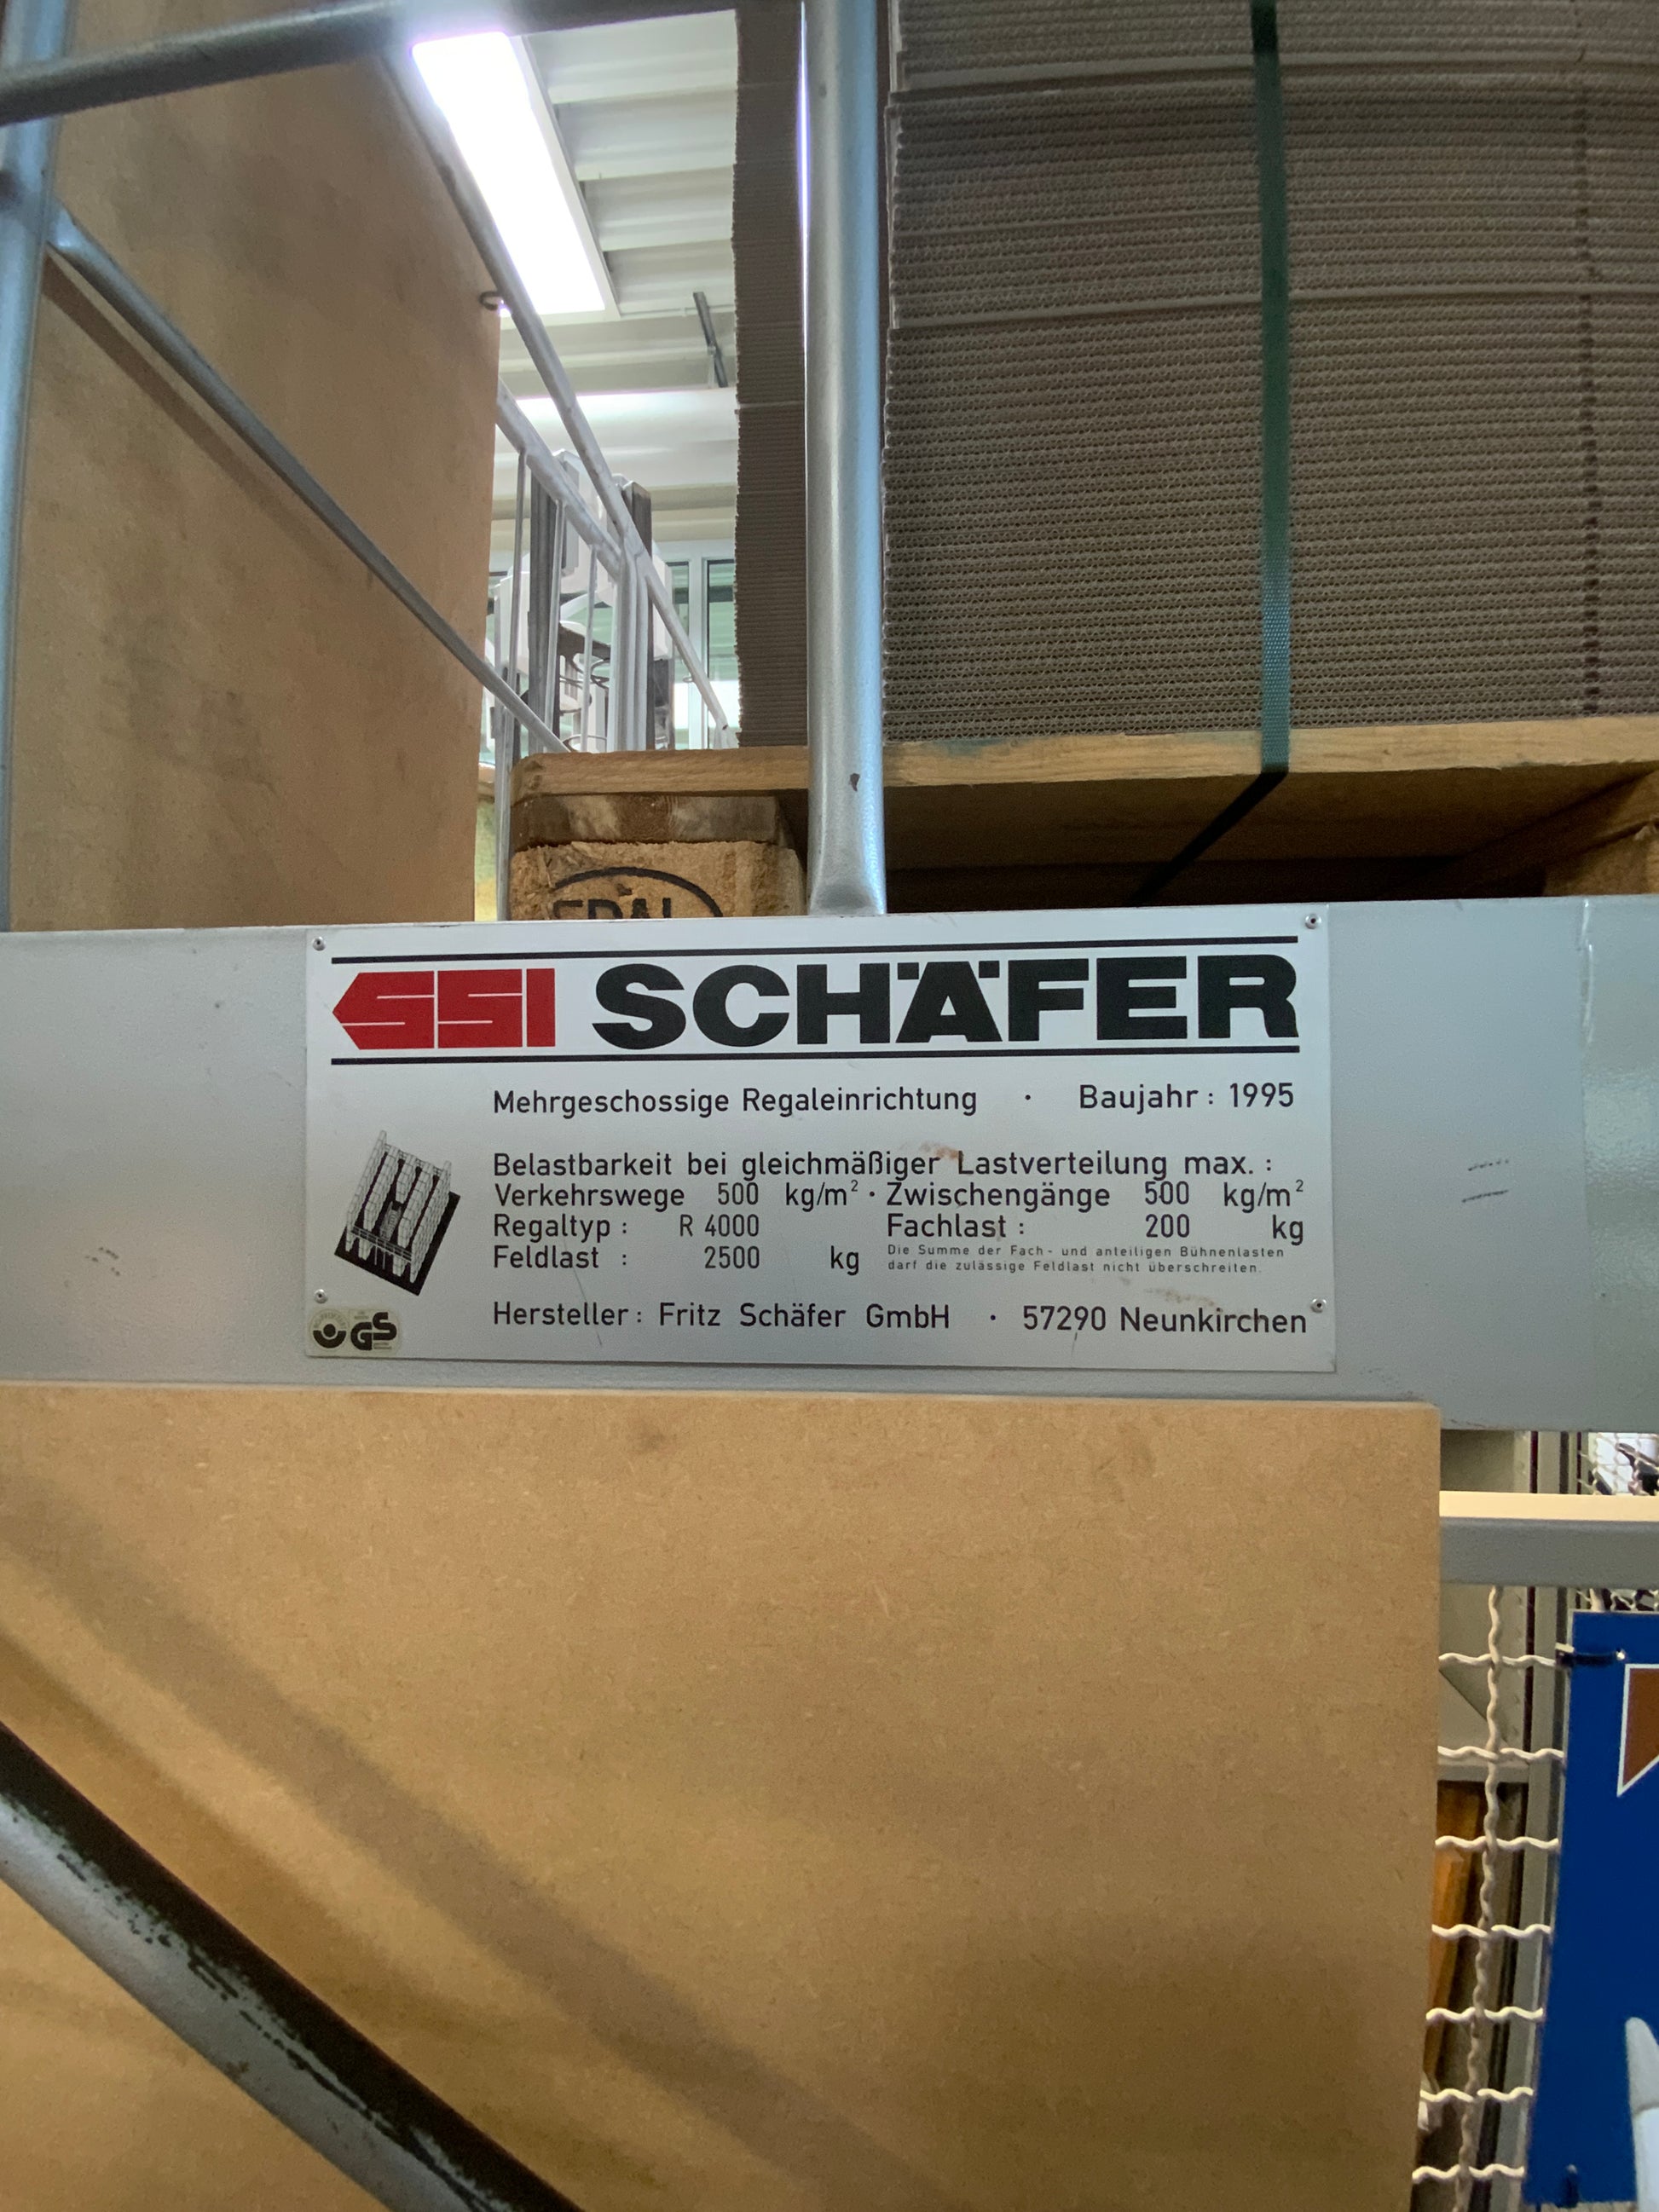 SSI SCHÄFER
Mehrgeschossige Regaleinrichtung · Baujahr: 1995
Belastbarkeit bei gleichmäßiger Lastverteilung max.:
Verkehrswege 500 kg/m² · Zwischengänge 500 kg/m²
Regaltyp: R 4000 Fachlast: 200 kg
Feldlast : 2500 kg Die Summe der Fach- und anteiligen Bühnenlasten
darf die zulässige Feldlast nicht überschreiten.
Hersteller: Fritz Schäfer GmbH · 57290 Neunkirchen
GS